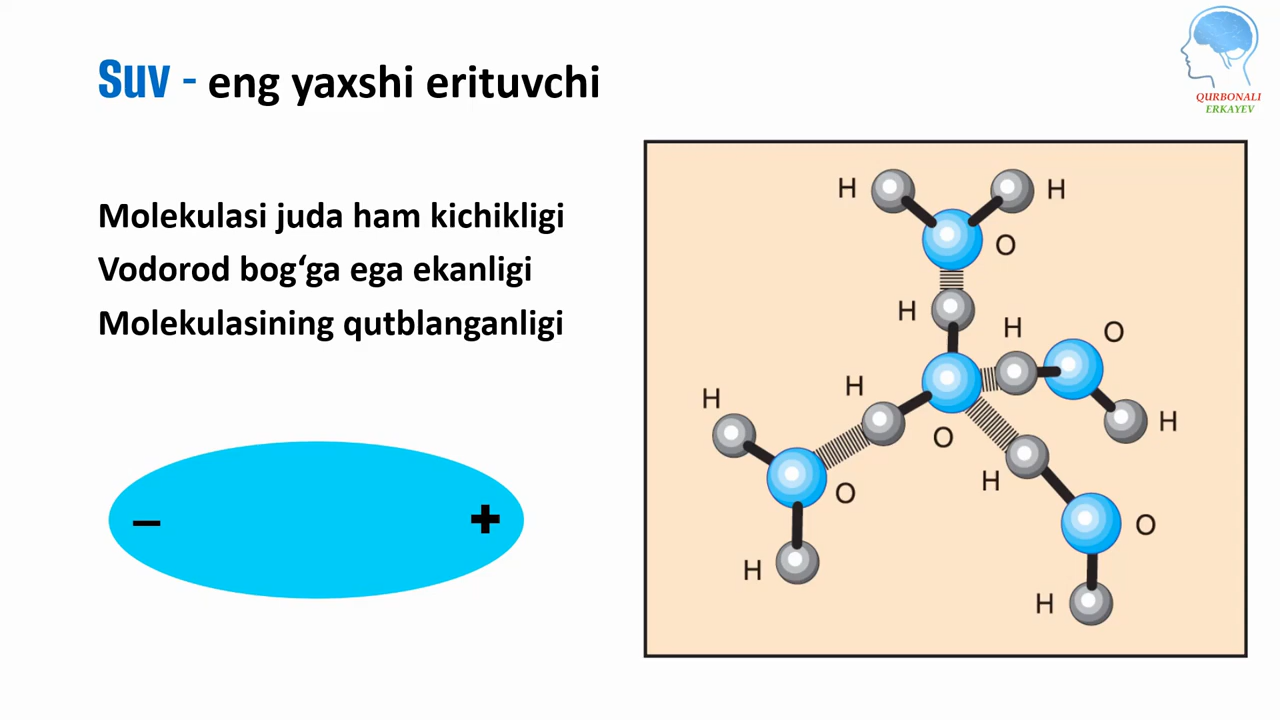 Suv - eng yaxshi erituvchi
QURBONALI
ERKAYEV
Molekulasi juda ham kichikligi
Vodorod bog‘ga ega ekanligi
Molekulasining qutblanganligi
– +
H H
O
H
H O
H
H
H
O
H
O
H
O
H
H